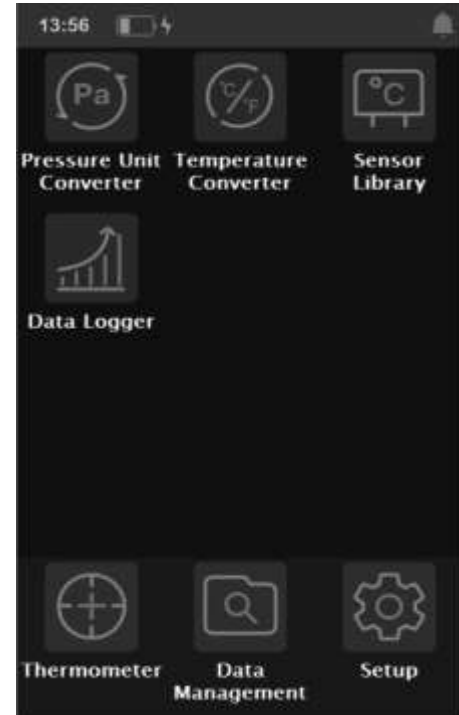 13:56
Pa
Pressure Unit
Converter
°C/°F
Temperature
Converter
°C
Sensor
Library
Data Logger
Thermometer
Data
Management
Setup